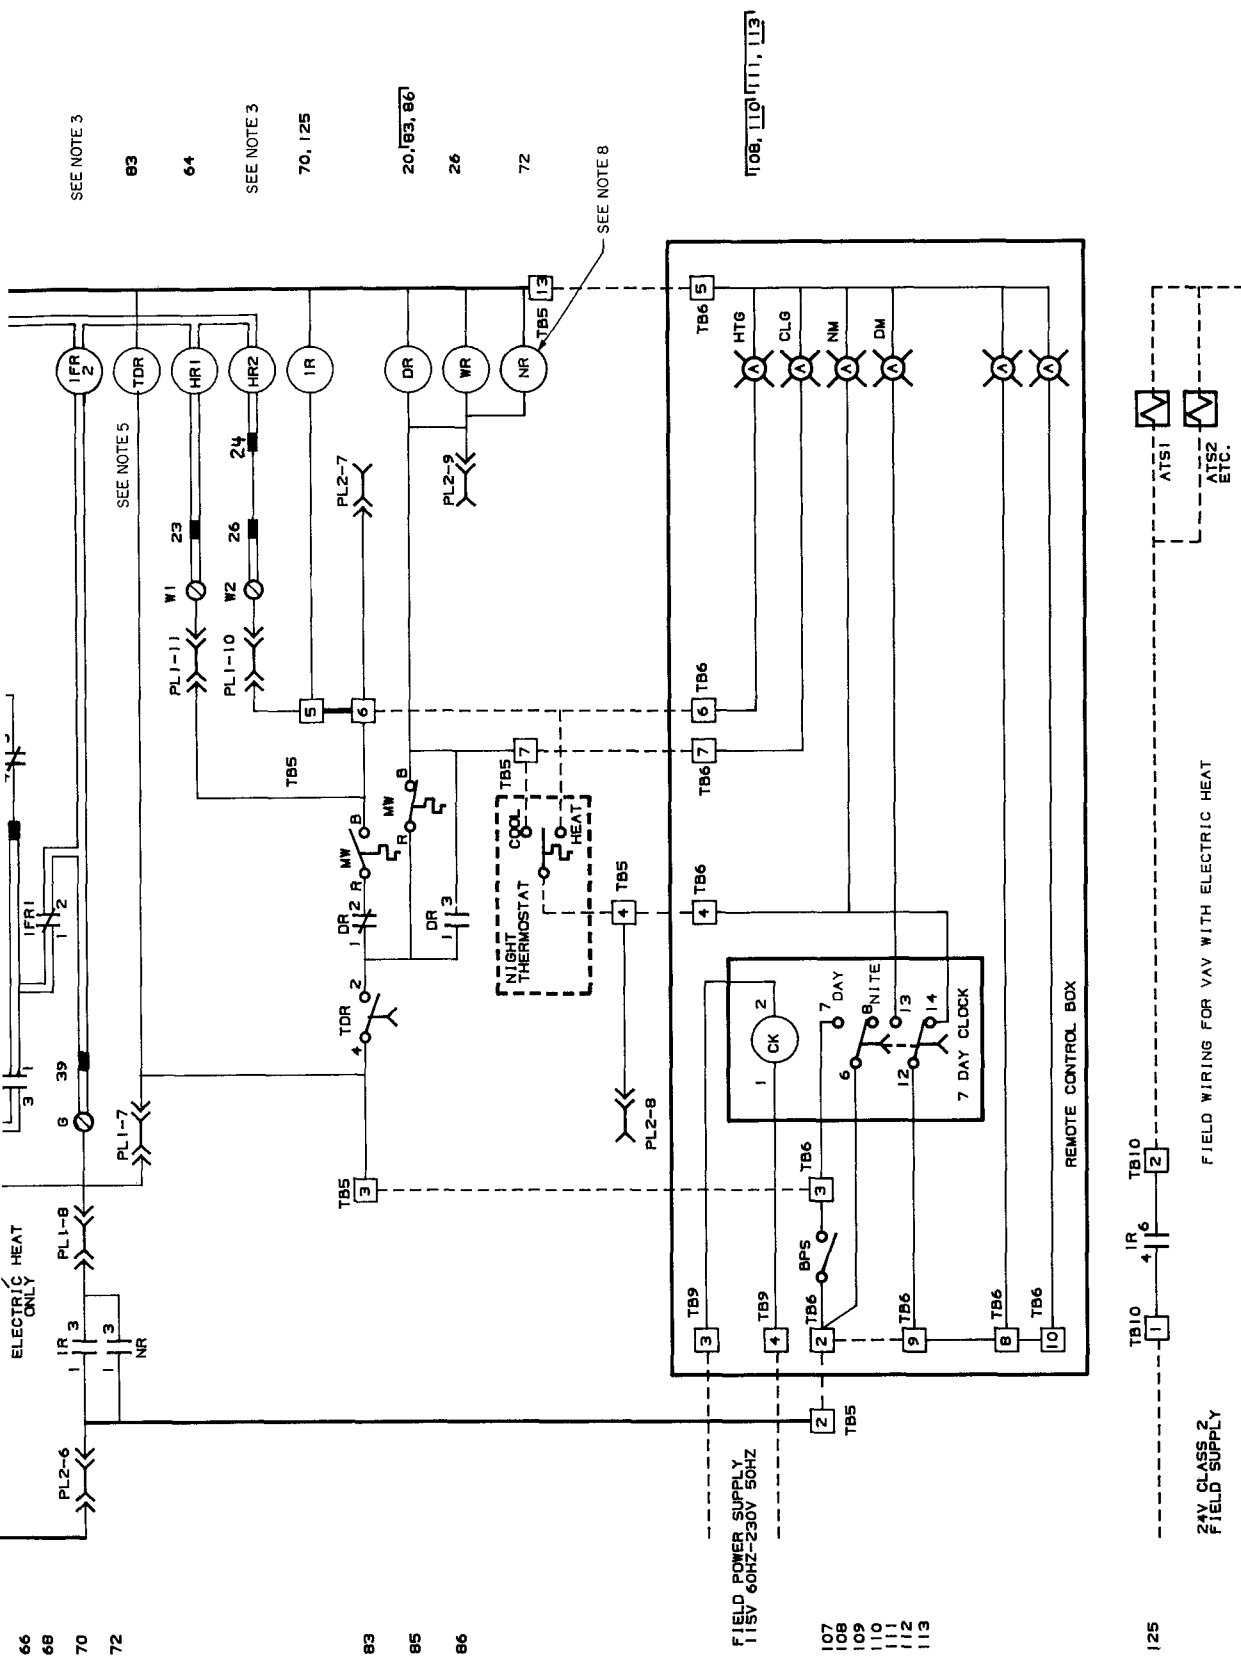 66
68
70
72
83
85
86
107
108
109
110
111
112
113
125
ELECTRIC HEAT
ONLY
3 1
IFR1
1 2
PL2-6
1R
1 3
1 3
NR
PL1-8
G
39
IFR
2
SEE NOTE 3
PL1-7
SEE NOTE 5
TDR
83
PL1-11
W1
23
HR1
64
PL1-10
W2
26
24
HR2
SEE NOTE 3
TB5
5
1R
70, 125
6
PL2-7
TB5
3
TDR
4 2
DR
1 2
MW
R B
MW
R B
DR
20, 83, 86
DR
1 3
PL2-9
WR
26
NR
72
TB5
13
SEE NOTE 8
NIGHT
THERMOSTAT
COOL
HEAT
TB5
7
PL2-8
4
TB5
FIELD POWER SUPPLY
115V 60HZ-230V 50HZ
TB9
3
TB9
4
TB5
2
TB6
2
BPS
TB6
3
TB6
9
TB6
8
TB6
10
TB6
4
TB6
7
TB6
6
TB6
5
1 CK 2
7 DAY
6 8 NITE
13
12 14
7 DAY CLOCK
REMOTE CONTROL BOX
A HTG
A CLG
A NM
A DM
A
A
108, 110, 111, 113
24V CLASS 2
FIELD SUPPLY
TB10
1
1R
4 6
TB10
2
FIELD WIRING FOR VAV WITH ELECTRIC HEAT
ATS1
ATS2
ETC.